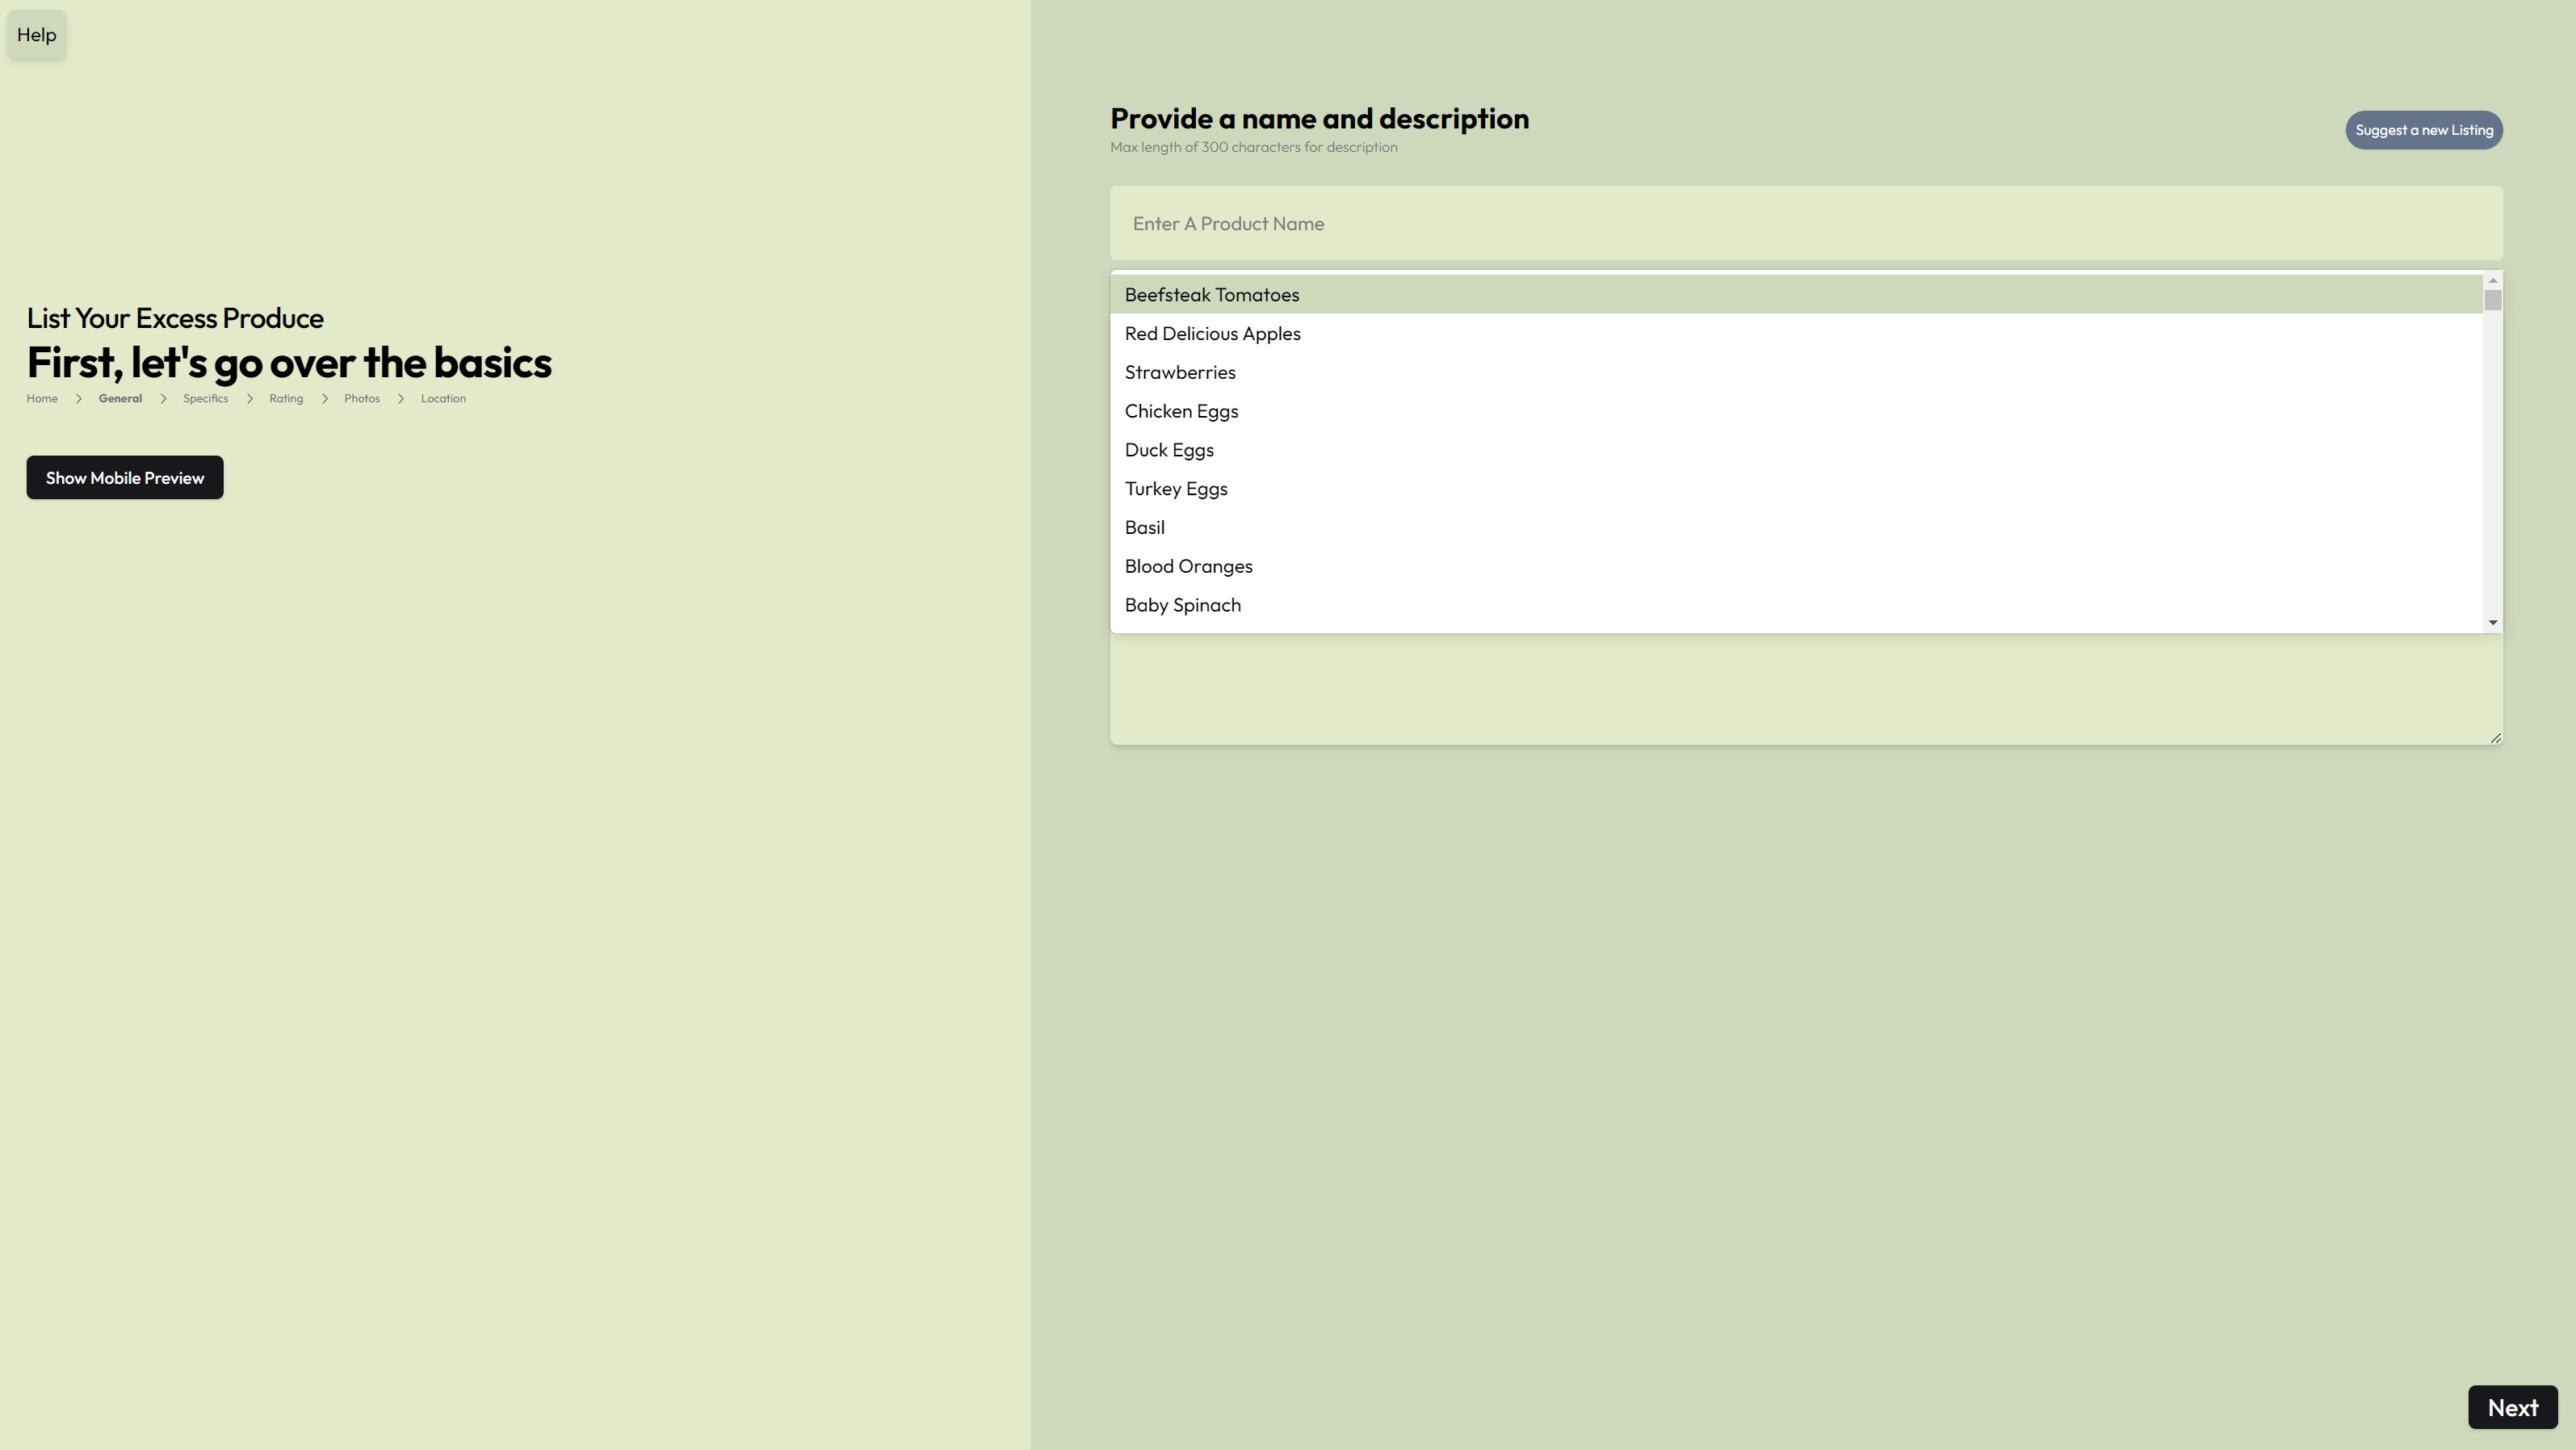 Help
List Your Excess Produce
First, let's go over the basics
Home > General > Specifics > Rating > Photos > Location
Show Mobile Preview
Provide a name and description
Max length of 300 characters for description
Suggest a new Listing
Enter A Product Name
Beefsteak Tomatoes
Red Delicious Apples
Strawberries
Chicken Eggs
Duck Eggs
Turkey Eggs
Basil
Blood Oranges
Baby Spinach
Next